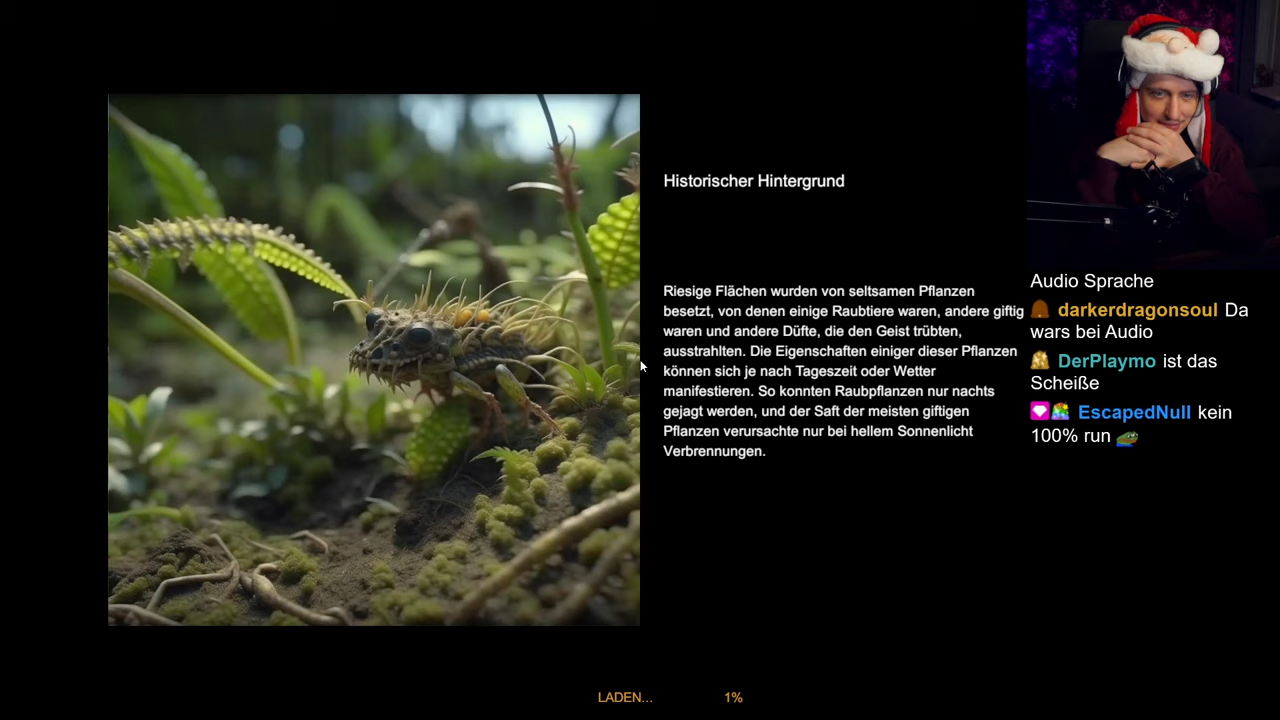 Historischer Hintergrund
Riesige Flächen wurden von seltsamen Pflanzen
besetzt, von denen einige Raubtiere waren, andere giftig
waren und andere Düfte, die den Geist trübten,
ausstrahlten. Die Eigenschaften einiger dieser Pflanzen
können sich je nach Tageszeit oder Wetter
manifestieren. So konnten Raubpflanzen nur nachts
gejagt werden, und der Saft der meisten giftigen
Pflanzen verursachte nur bei hellem Sonnenlicht
Verbrennungen.
Audio Sprache
darkerdragonsoul Da
wars bei Audio
DerPlaymo ist das
Scheiße
EscapedNull kein
100% run
LADEN... 1%